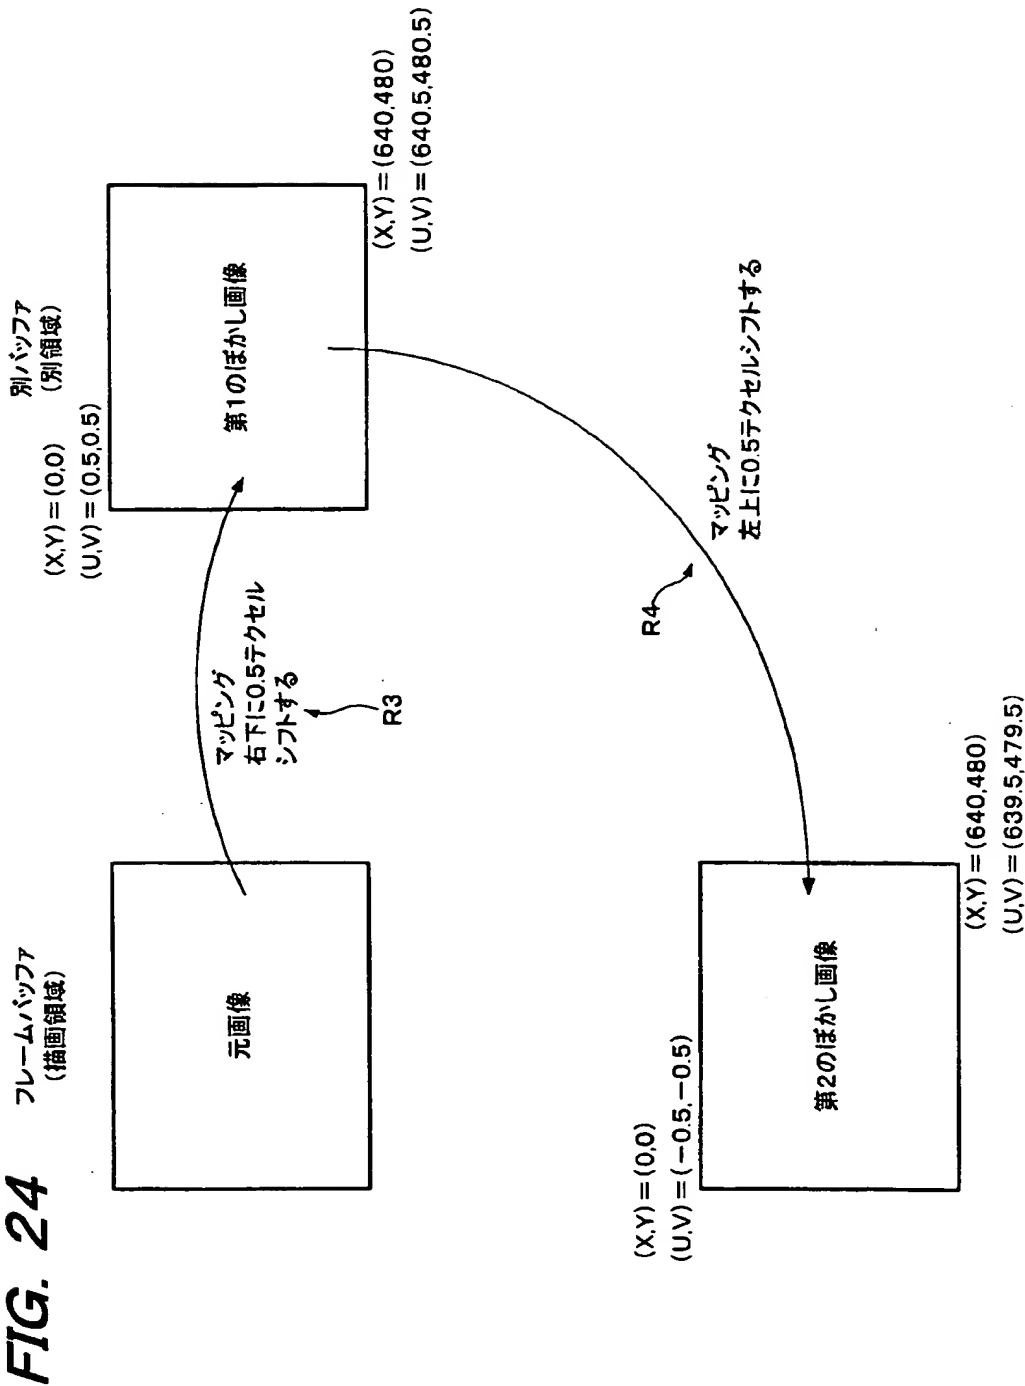 FIG. 24
フレームバッファ
(描画領域)
元画像
マッピング
右下に0.5テクセル
シフトする
R3
別バッファ
(別領域)
(X,Y)=(0,0)
(U,V)=(0.5,0.5)
第1のぼかし画像
(X,Y)=(640,480)
(U,V)=(640.5,480.5)
R4
マッピング
左上に0.5テクセルシフトする
(X,Y)=(0,0)
(U,V)=(−0.5,−0.5)
第2のぼかし画像
(X,Y)=(640,480)
(U,V)=(639.5,479.5)